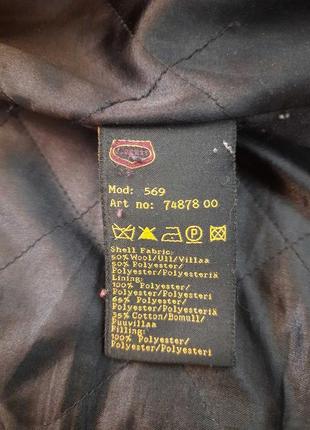 Mod: 569
Art no: 74878 00
P
Shell Fabric:
50% Wool/Ull/Villaa
50% Polyester/
Polyester/Polyesteriä
Lining:
100% Polyester/
Polyester/Polyesteri
65% Polyester/
Polyester/Polyesteriä
35% Cotton/Bomull/
Puuvillaa
Filling:
100% Polyester/
Polyester/Polyesteri